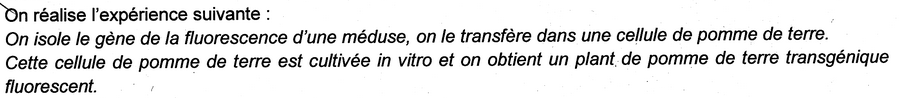 On réalise l'expérience suivante :
On isole le gène de la fluorescence d'une méduse, on le transfère dans une cellule de pomme de terre.
Cette cellule de pomme de terre est cultivée in vitro et on obtient un plant de pomme de terre transgénique
fluorescent.